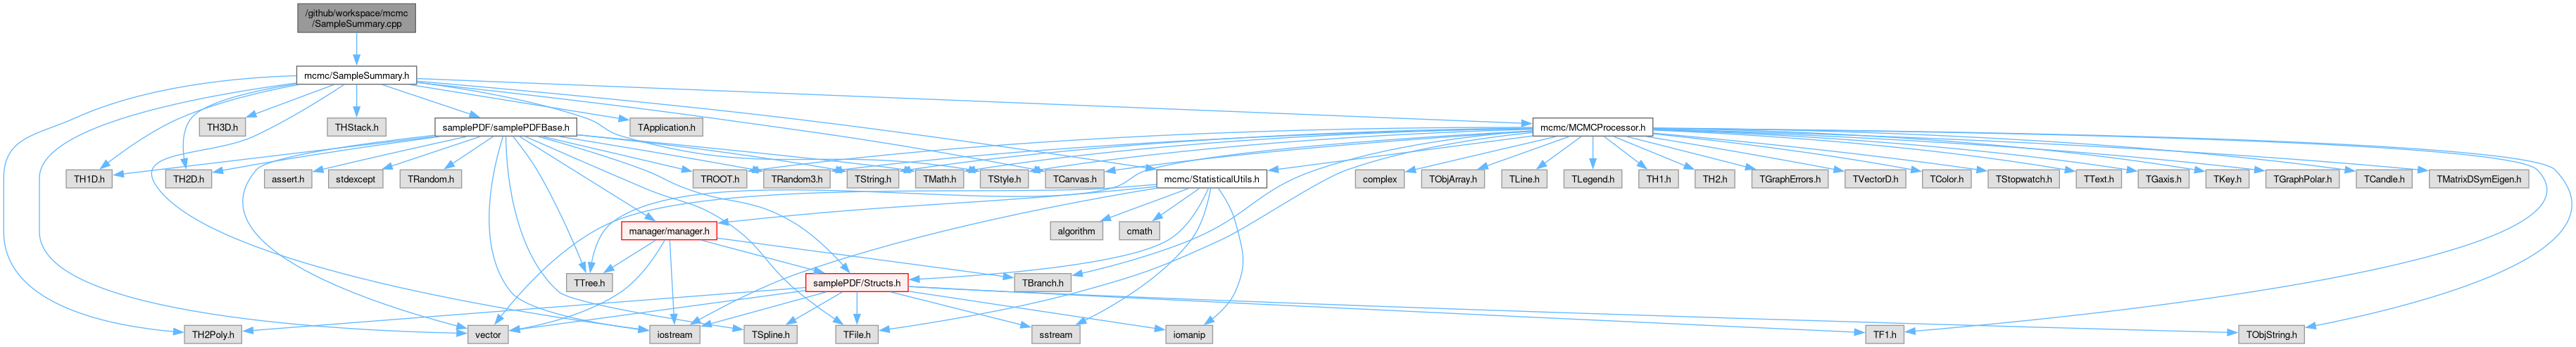 /github/workspace/mcmc
/SampleSummary.cpp
mcmc/SampleSummary.h
TH3D.h
THStack.h
samplePDF/samplePDFBase.h
TApplication.h
mcmc/MCMCProcessor.h
TH1D.h
TH2D.h
assert.h
stdexcept
TRandom.h
TROOT.h
TRandom3.h
TString.h
TMath.h
TStyle.h
TCanvas.h
mcmc/StatisticalUtils.h
complex
TObjArray.h
TLine.h
TLegend.h
TH1.h
TH2.h
TGraphErrors.h
TVectorD.h
TColor.h
TStopwatch.h
TText.h
TGaxis.h
TKey.h
TGraphPolar.h
TCandle.h
TMatrixDSymEigen.h
manager/manager.h
algorithm
cmath
TTree.h
samplePDF/Structs.h
TBranch.h
TH2Poly.h
vector
iostream
TSpline.h
TFile.h
sstream
iomanip
TF1.h
TObjString.h